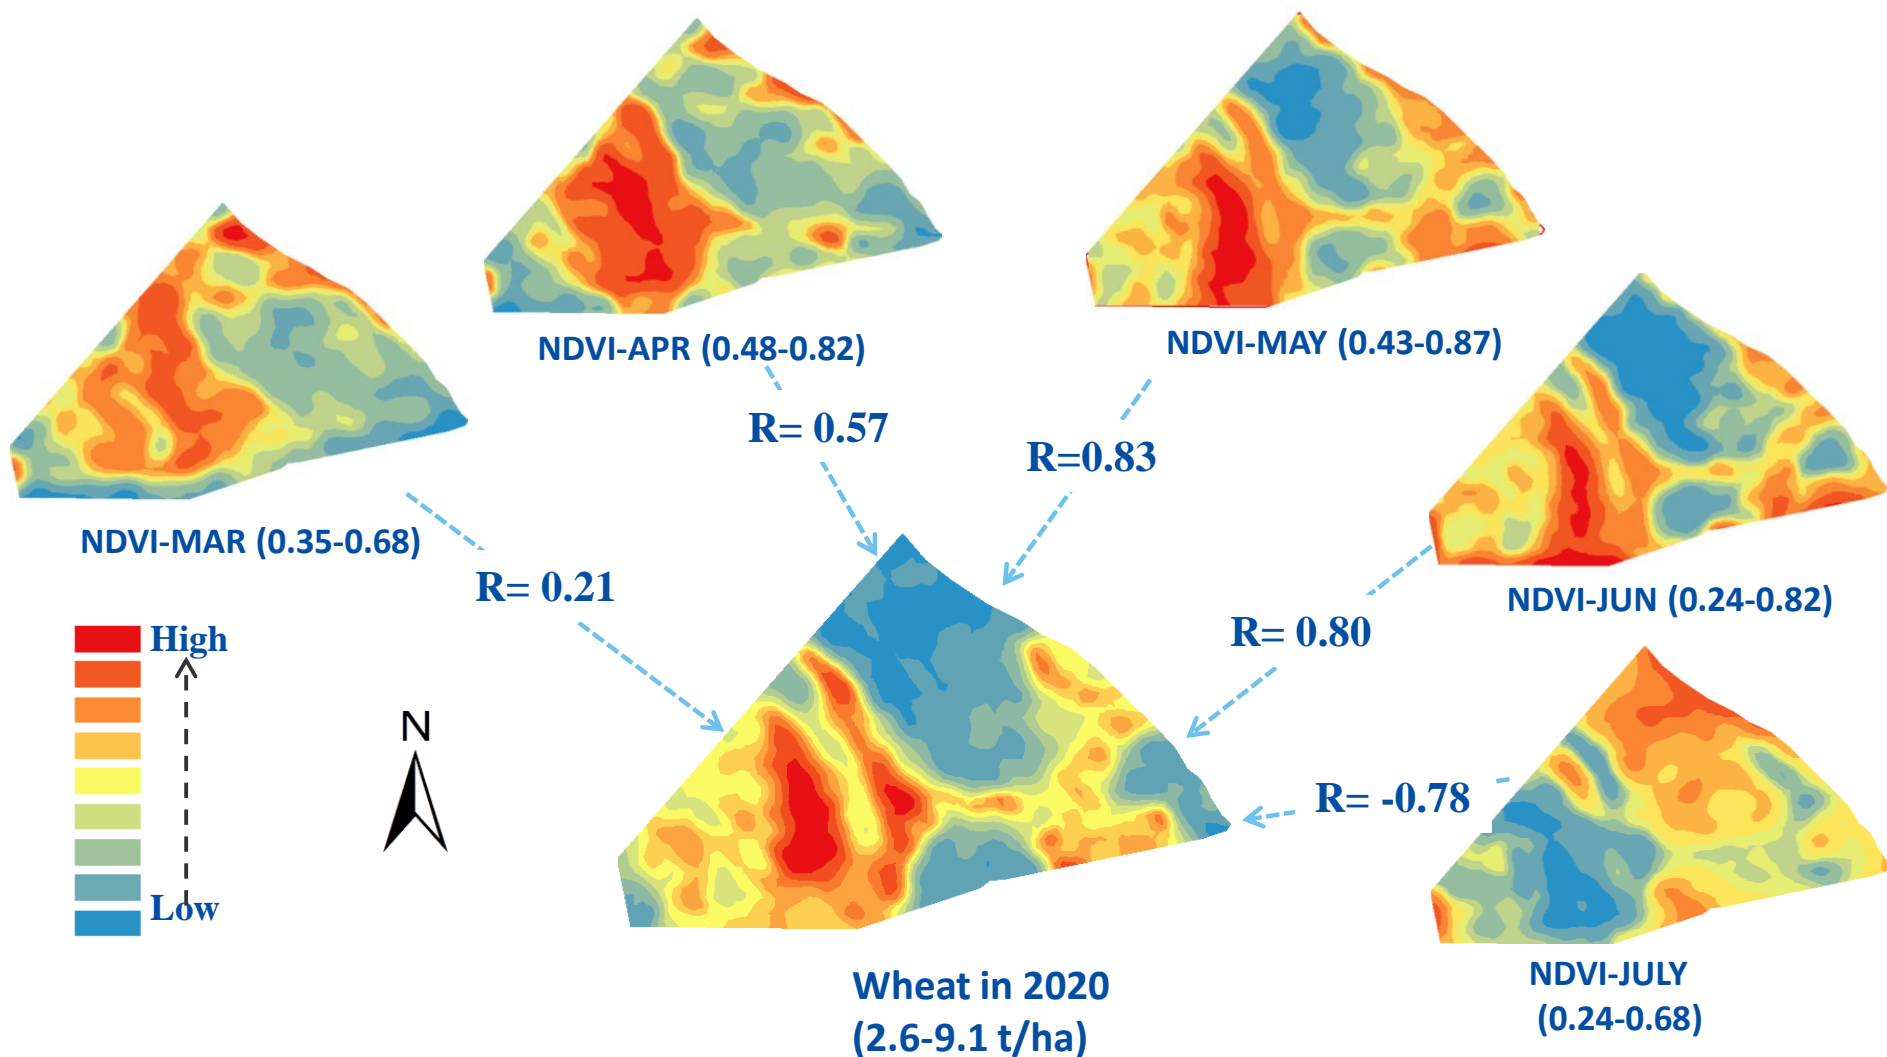 NDVI-APR (0.48-0.82)
NDVI-MAY (0.43-0.87)
R= 0.57
R=0.83
NDVI-MAR (0.35-0.68)
R= 0.21
NDVI-JUN (0.24-0.82)
R= 0.80
High
Low
N
R= -0.78
Wheat in 2020
(2.6-9.1 t/ha)
NDVI-JULY
(0.24-0.68)